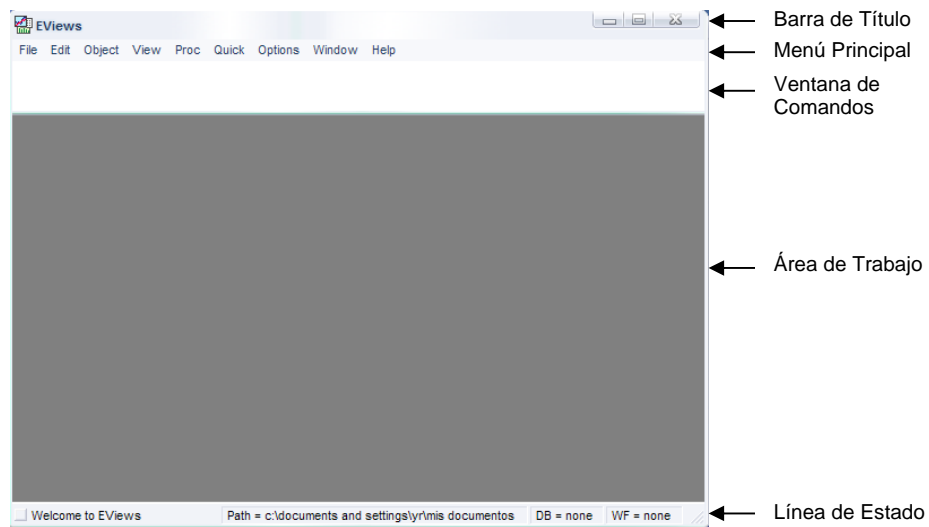 EViews
Barra de Título
File Edit Object View Proc Quick Options Window Help
Menú Principal
Ventana de
Comandos
Área de Trabajo
Welcome to EViews Path = c:\documents and settings\yr\mis documentos DB = none WF = none
Línea de Estado